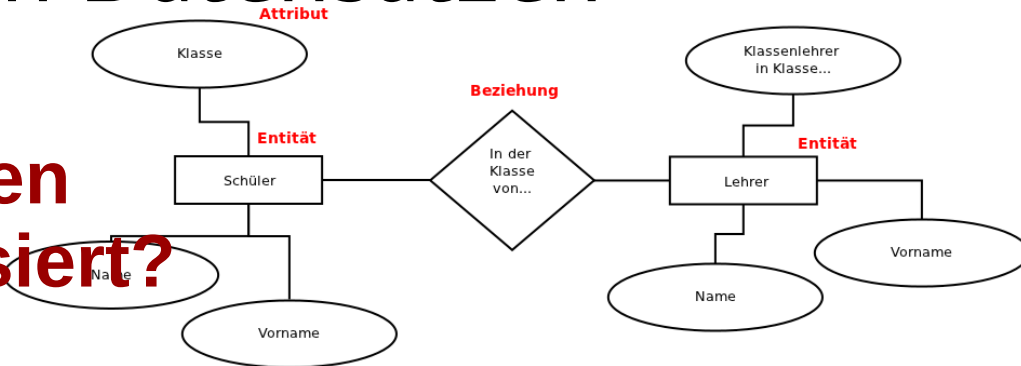 Datensätzen
Attribut
Klasse
Klassenlehrer
in Klasse...
Beziehung
Entität
Entität
In der
Klasse
von...
Schüler
Lehrer
en
siert?
Name
Vorname
Name
Vorname